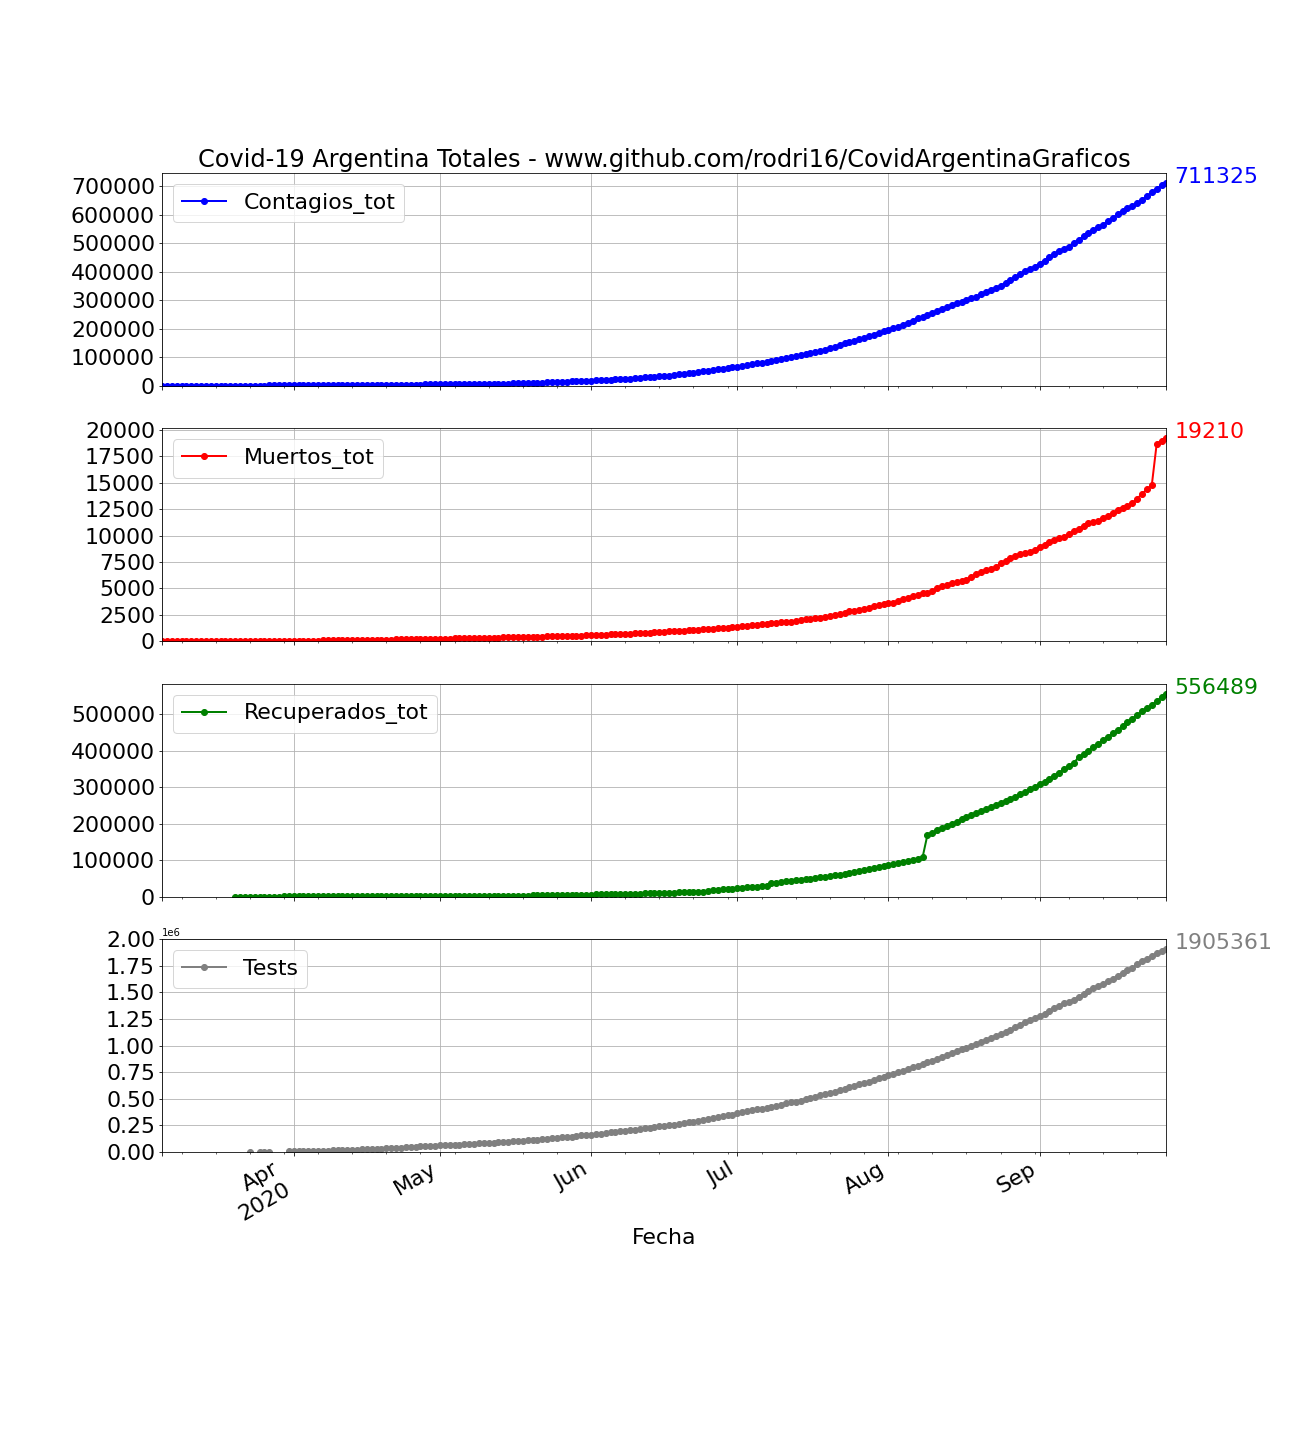 Covid-19 Argentina Totales - www.github.com/rodri16/CovidArgentinaGraficos
711325
Contagios_tot
700000
600000
500000
400000
300000
200000
100000
0
19210
Muertos_tot
20000
17500
15000
12500
10000
7500
5000
2500
0
556489
Recuperados_tot
500000
400000
300000
200000
100000
0
1e6
1905361
Tests
2.00
1.75
1.50
1.25
1.00
0.75
0.50
0.25
0.00
Apr
2020
May
Jun
Jul
Aug
Sep
Fecha